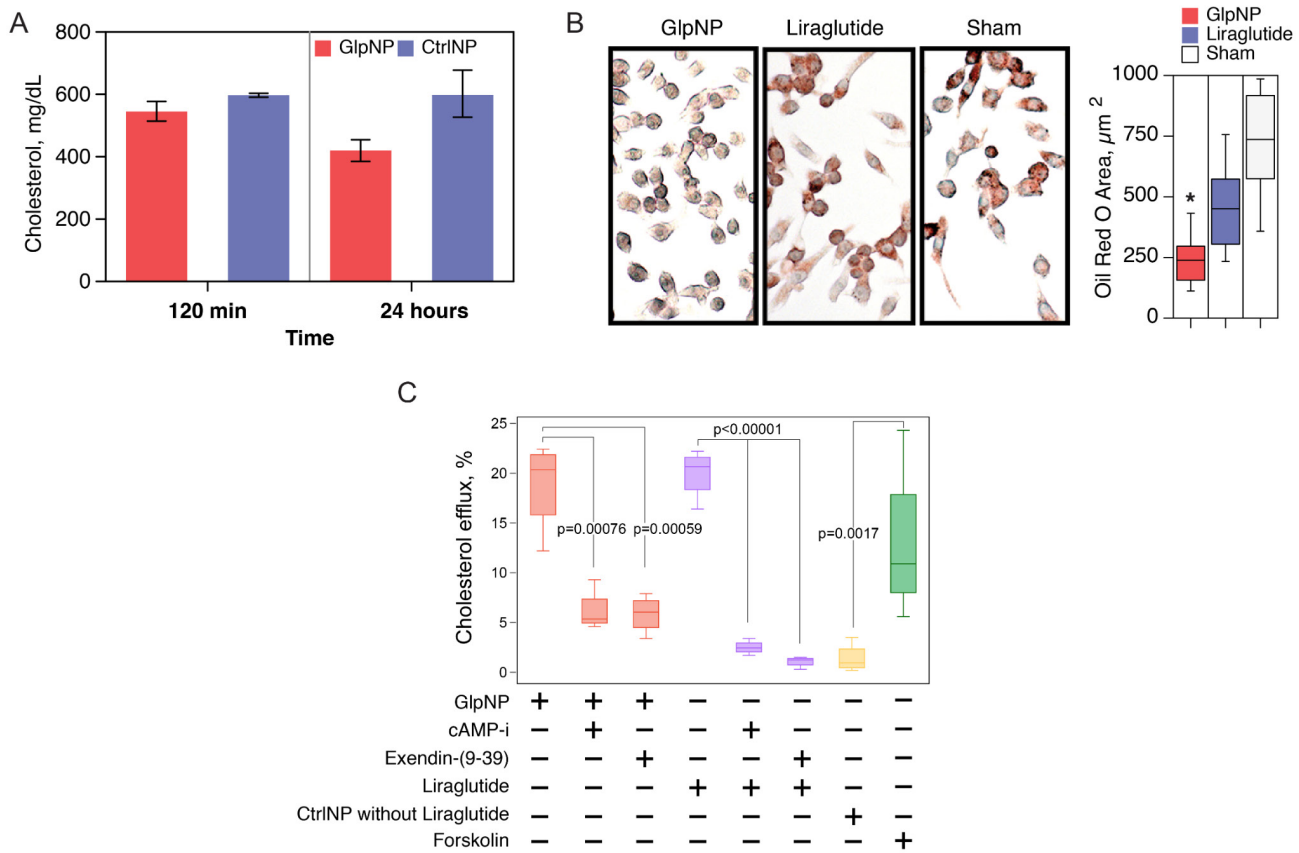 A
800
600
400
200
0
Cholesterol, mg/dL
GlpNP CtrlNP
120 min 24 hours
Time
B
GlpNP Liraglutide Sham
GlpNP
Liraglutide
Sham
1000
750
500
250
0
Oil Red O Area, µm²
*
C
25
20
15
10
5
0
Cholesterol efflux, %
p<0.00001
p=0.00076 p=0.00059 p=0.0017
GlpNP + + + − − − − −
cAMP-i − + − − + − − −
Exendin-(9-39) − − + − − + − −
Liraglutide − − − + + + − −
CtrlNP without Liraglutide − − − − − − + −
Forskolin − − − − − − − +